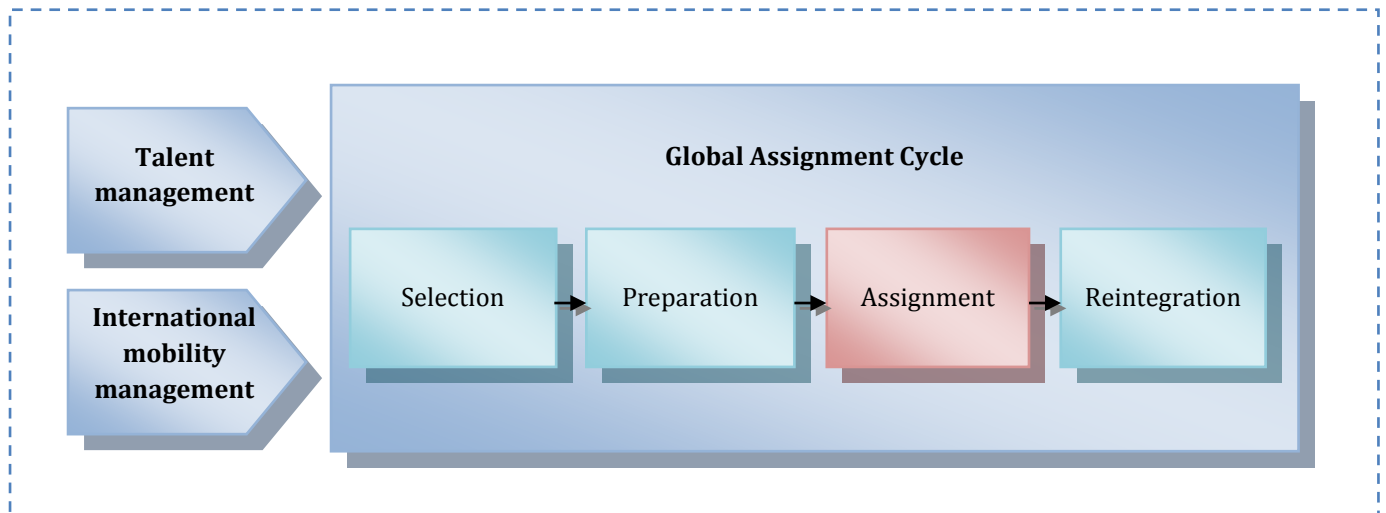 Talent
management
International
mobility
management
Global Assignment Cycle
Selection
Preparation
Assignment
Reintegration